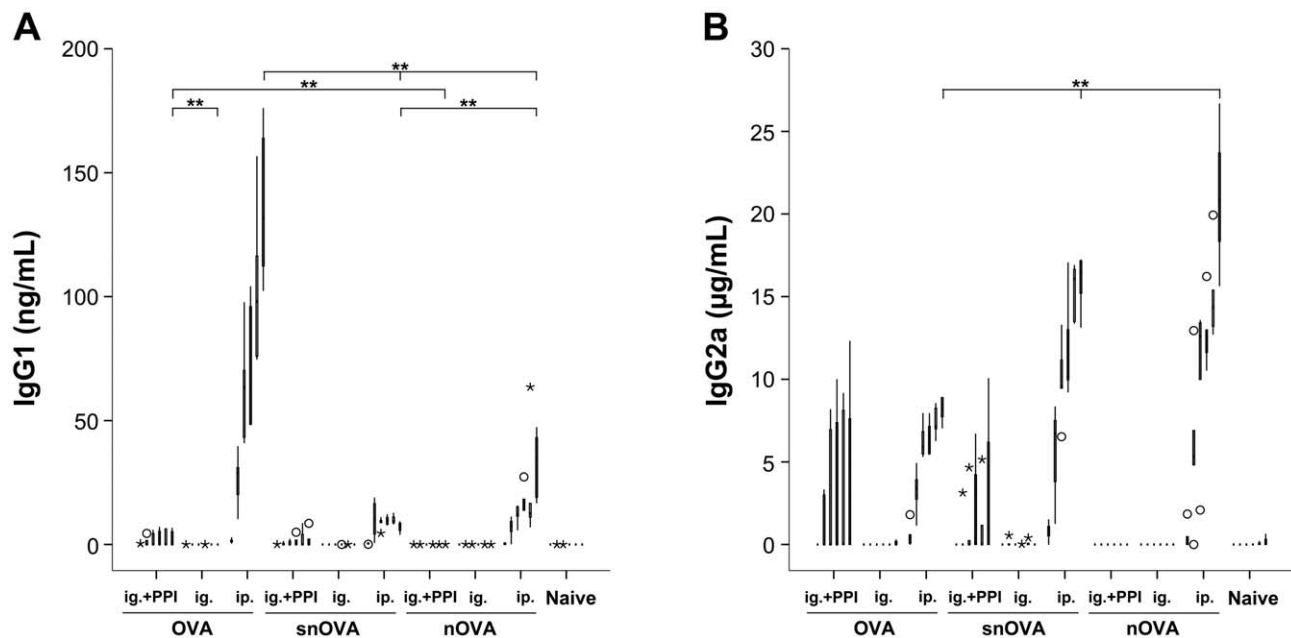 A
B
IgG1 (ng/mL)
200
150
100
50
0
**
**
**
**
ig.+PPI ig. ip. ig.+PPI ig. ip. ig.+PPI ig. ip. Naive
OVA snOVA nOVA
IgG2a (µg/mL)
30
25
20
15
10
5
0
**
ig.+PPI ig. ip. ig.+PPI ig. ip. ig.+PPI ig. ip. Naive
OVA snOVA nOVA